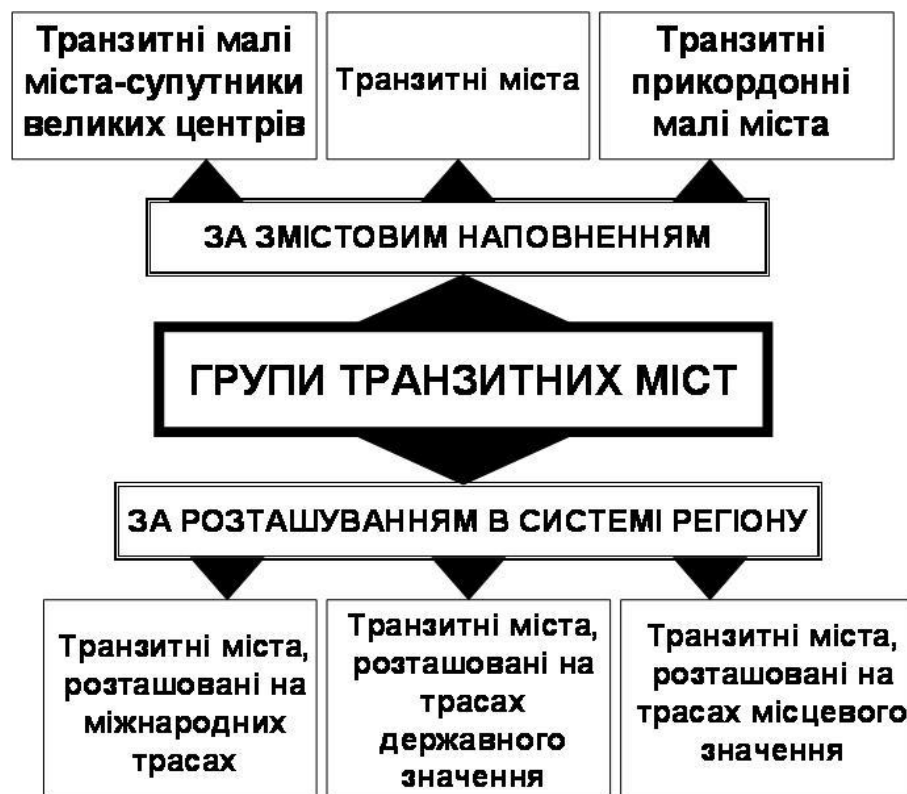 Транзитні малі
міста-супутники
великих центрів
Транзитні міста
Транзитні
прикордонні
малі міста
ЗА ЗМІСТОВИМ НАПОВНЕННЯМ
ГРУПИ ТРАНЗИТНИХ МІСТ
ЗА РОЗТАШУВАННЯМ В СИСТЕМІ РЕГІОНУ
Транзитні міста,
розташовані на
міжнародних
трасах
Транзитні міста,
розташовані на
трасах
державного
значення
Транзитні міста,
розташовані на
трасах місцевого
значення